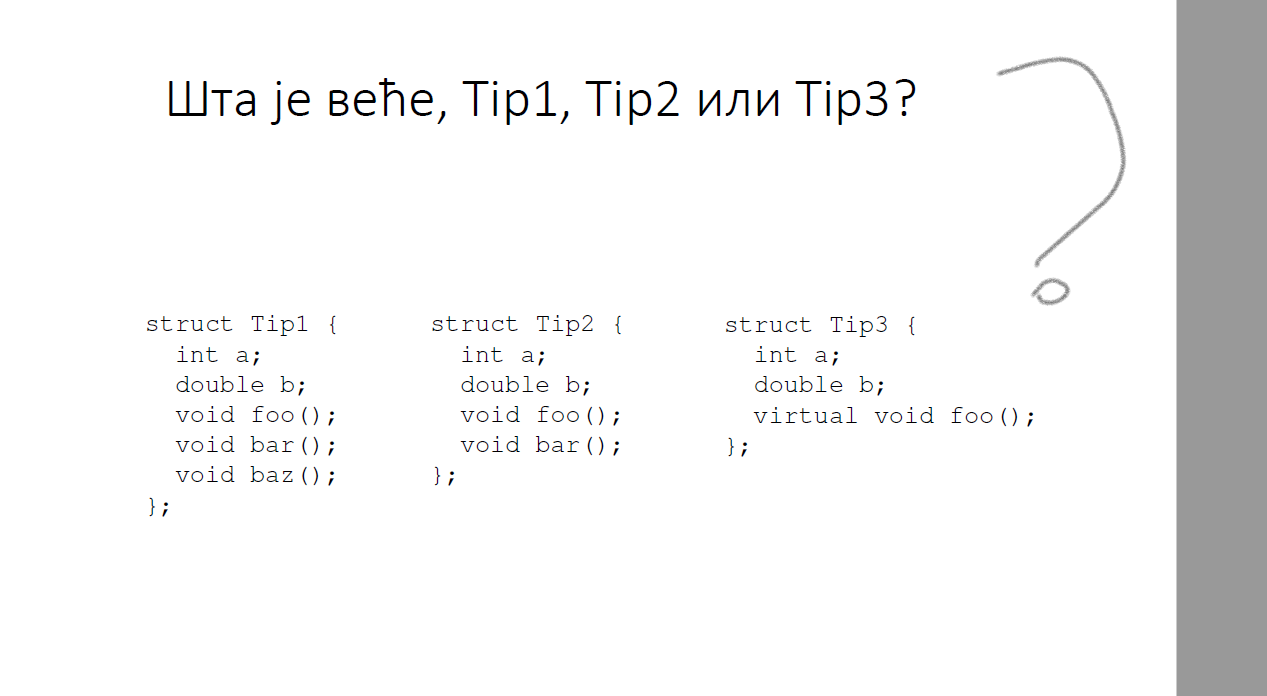 Шта је веће, Tip1, Tip2 или Tip3?
struct Tip1 {
int a;
double b;
void foo();
void bar();
void baz();
};
struct Tip2 {
int a;
double b;
void foo();
void bar();
};
struct Tip3 {
int a;
double b;
virtual void foo();
};
?